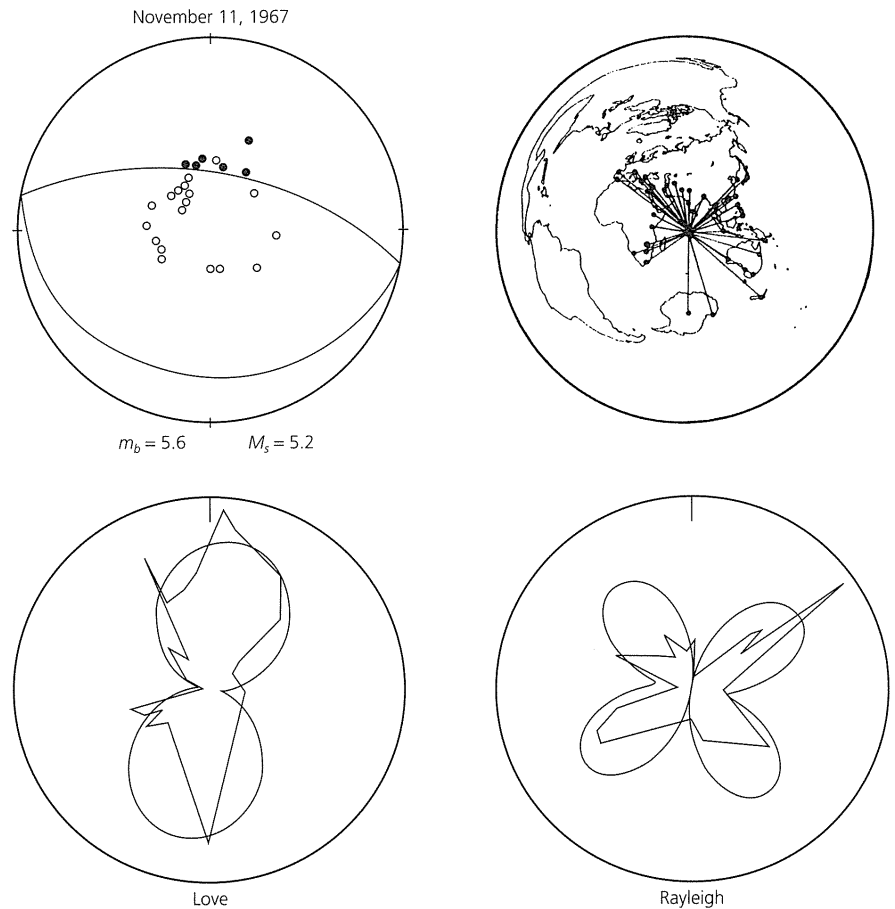 November 11, 1967
m_b = 5.6
M_s = 5.2
Love
Rayleigh